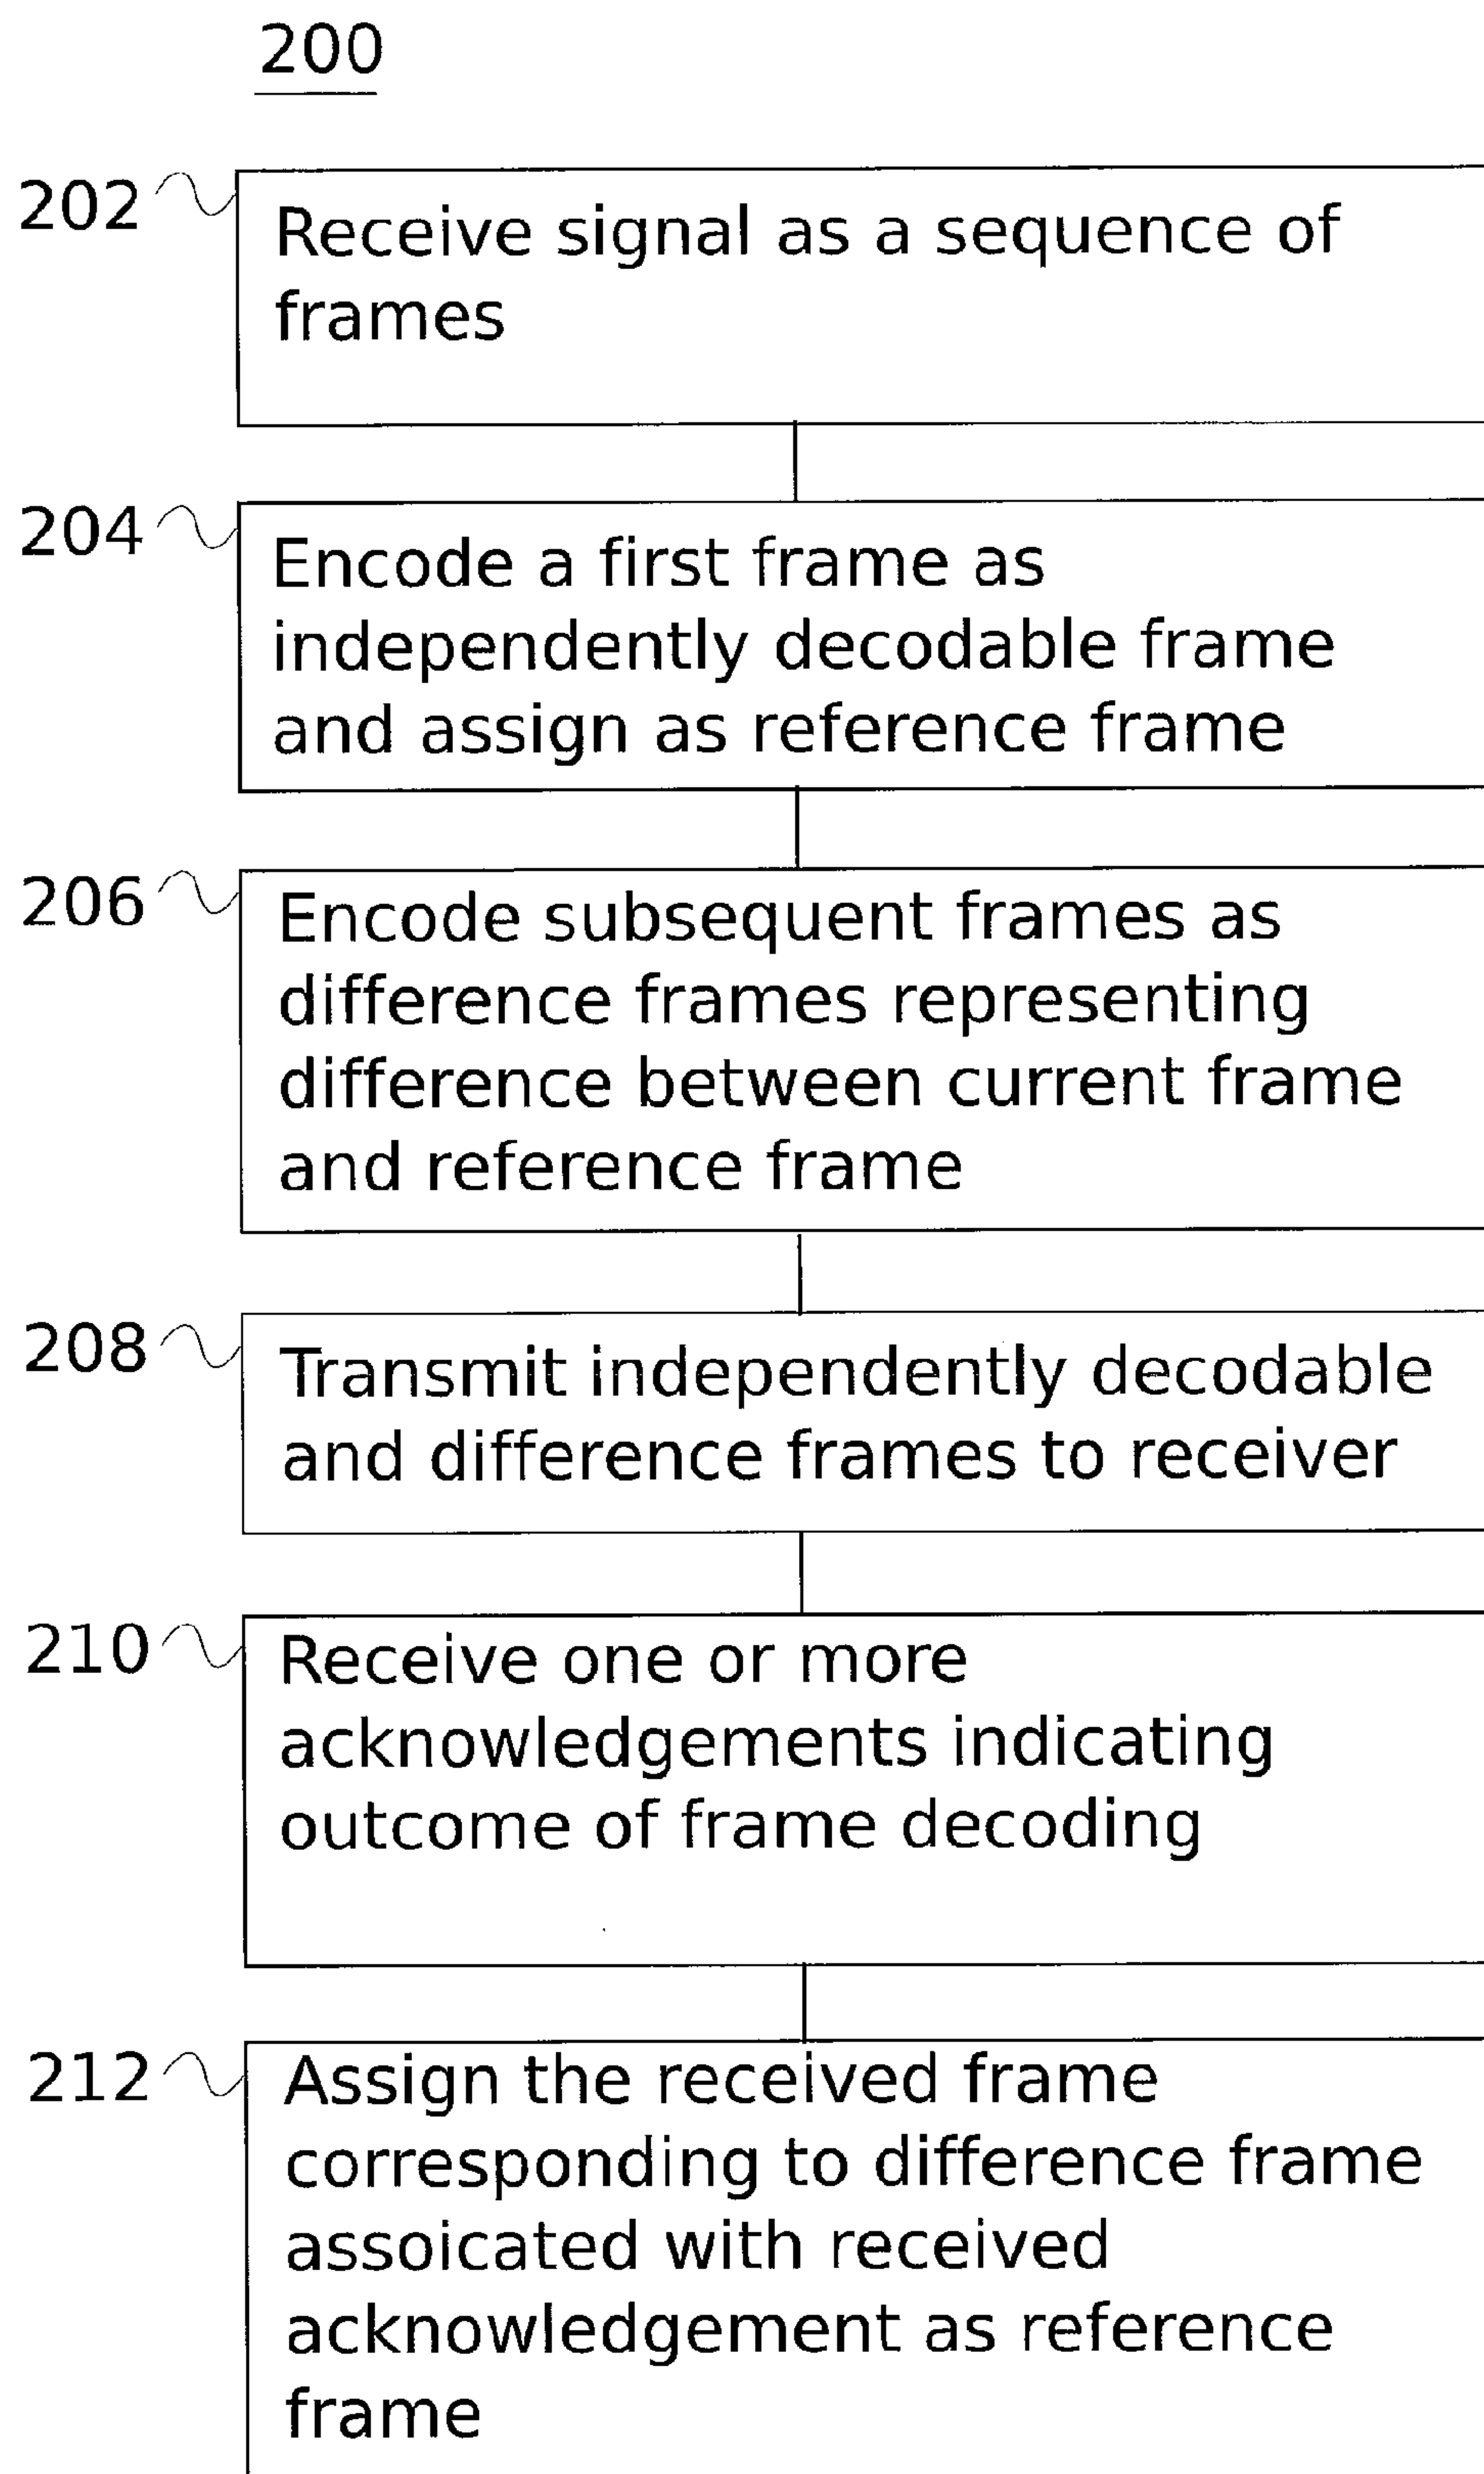 200
202
Receive signal as a sequence of
frames
204
Encode a first frame as
independently decodable frame
and assign as reference frame
206
Encode subsequent frames as
difference frames representing
difference between current frame
and reference frame
208
Transmit independently decodable
and difference frames to receiver
210
Receive one or more
acknowledgements indicating
outcome of frame decoding
212
Assign the received frame
corresponding to difference frame
assoicated with received
acknowledgement as reference
frame